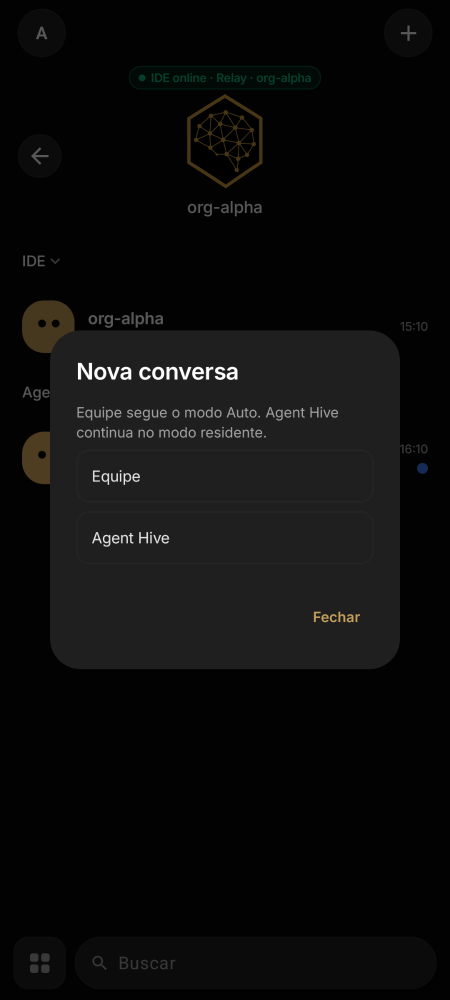 A
IDE online · Relay · org-alpha
org-alpha
IDE
org-alpha
15:10
Nova conversa
Age
Equipe segue o modo Auto. Agent Hive
continua no modo residente.
16:10
Equipe
Agent Hive
Fechar
Buscar